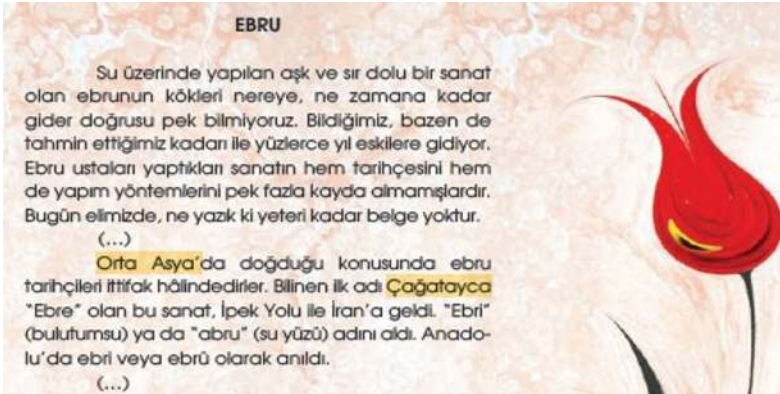 EBRU
Su üzerinde yapılan aşk ve sır dolu bir sanat
olan ebrunun kökleri nereye, ne zamana kadar
gider doğrusu pek bilmiyoruz. Bildiğimiz, bazen de
tahmin ettiğimiz kadarı ile yüzlerce yıl eskilere gidiyor.
Ebru ustaları yaptıkları sanatın hem tarihçesini hem
de yapım yöntemlerini pek fazla kayda almamışlardır.
Bugün elimizde, ne yazık ki yeteri kadar belge yoktur.
(...)
Orta Asya'da doğduğu konusunda ebru
tarihçileri ittifak hâlindedirler. Bilinen ilk adı Çağatayca
"Ebre" olan bu sanat, İpek Yolu ile İran'a geldi. "Ebri"
(bulutumsu) ya da "abru" (su yüzü) adını aldı. Anado-
lu'da ebri veya ebrû olarak anıldı.
(...)